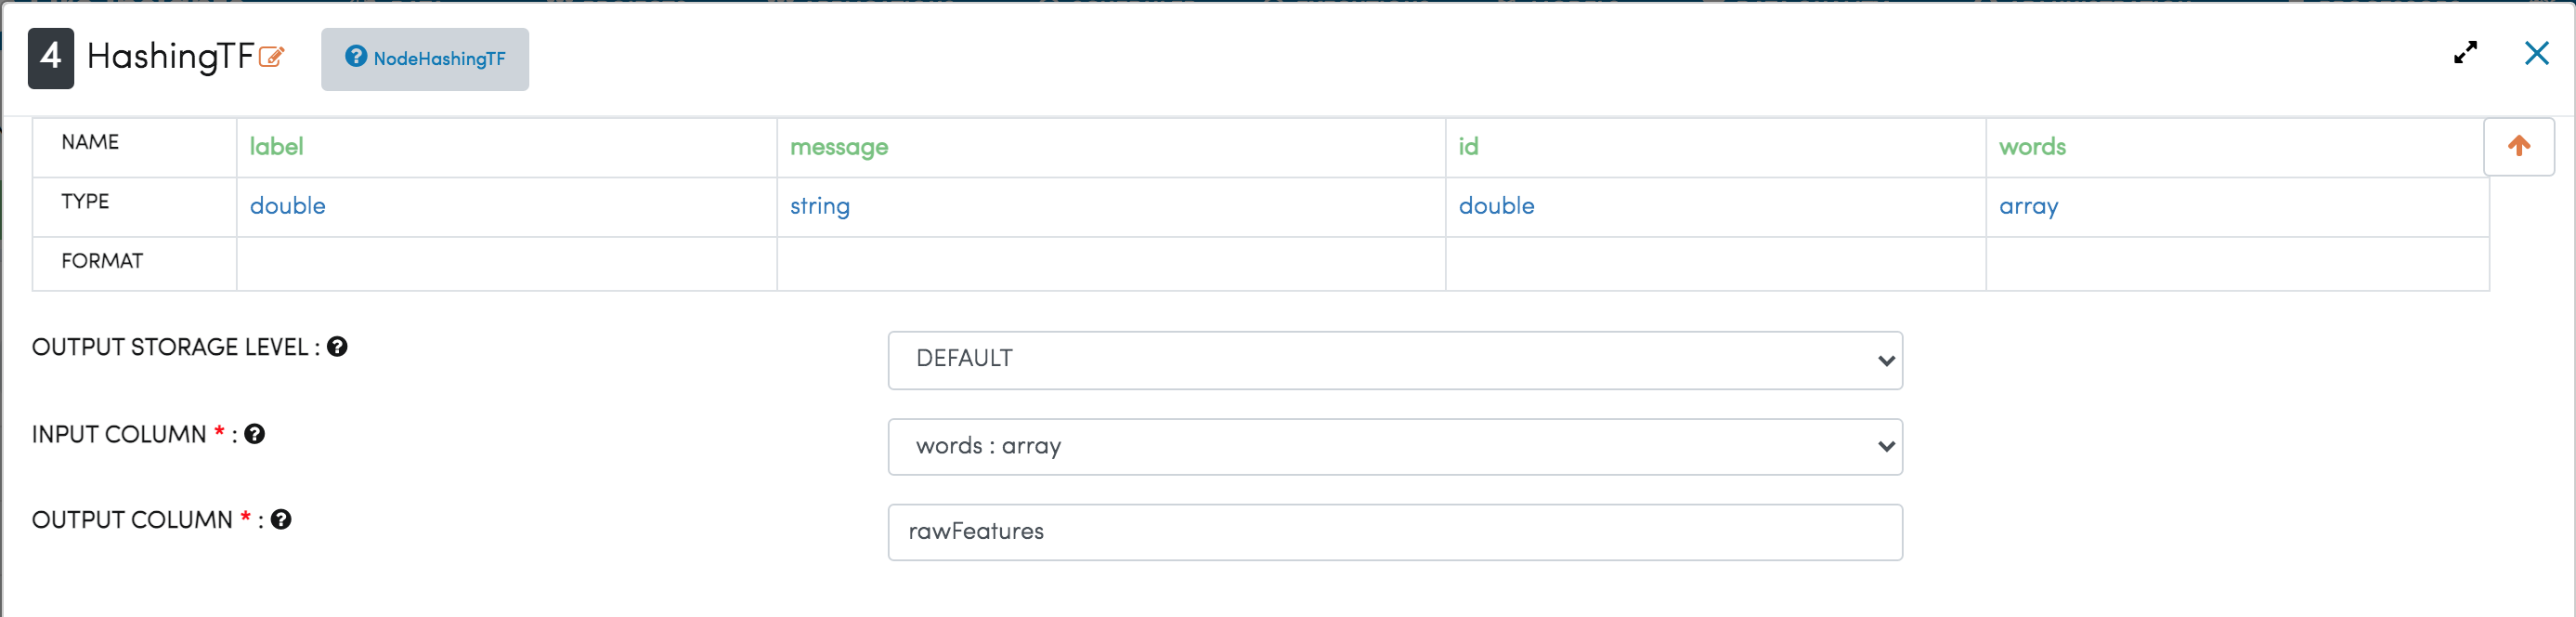 4 HashingTF NodeHashingTF
NAME label message id words
TYPE double string double array
FORMAT
OUTPUT STORAGE LEVEL : DEFAULT
INPUT COLUMN * : words : array
OUTPUT COLUMN * : rawFeatures